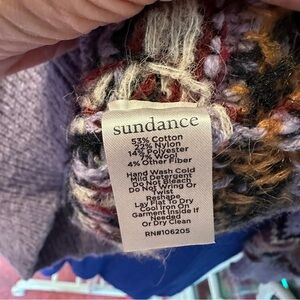 sundance
53% Cotton
22% Nylon
14% Polyester
7% Wool
4% Other Fiber
Hand Wash Cold
Mild Detergent
Do Not Bleach
Do Not Wring Or
Twist
Reshape
Lay Flat To Dry
Cool Iron On
Garment Inside If
Needed
Or Dry Clean
RN#106205